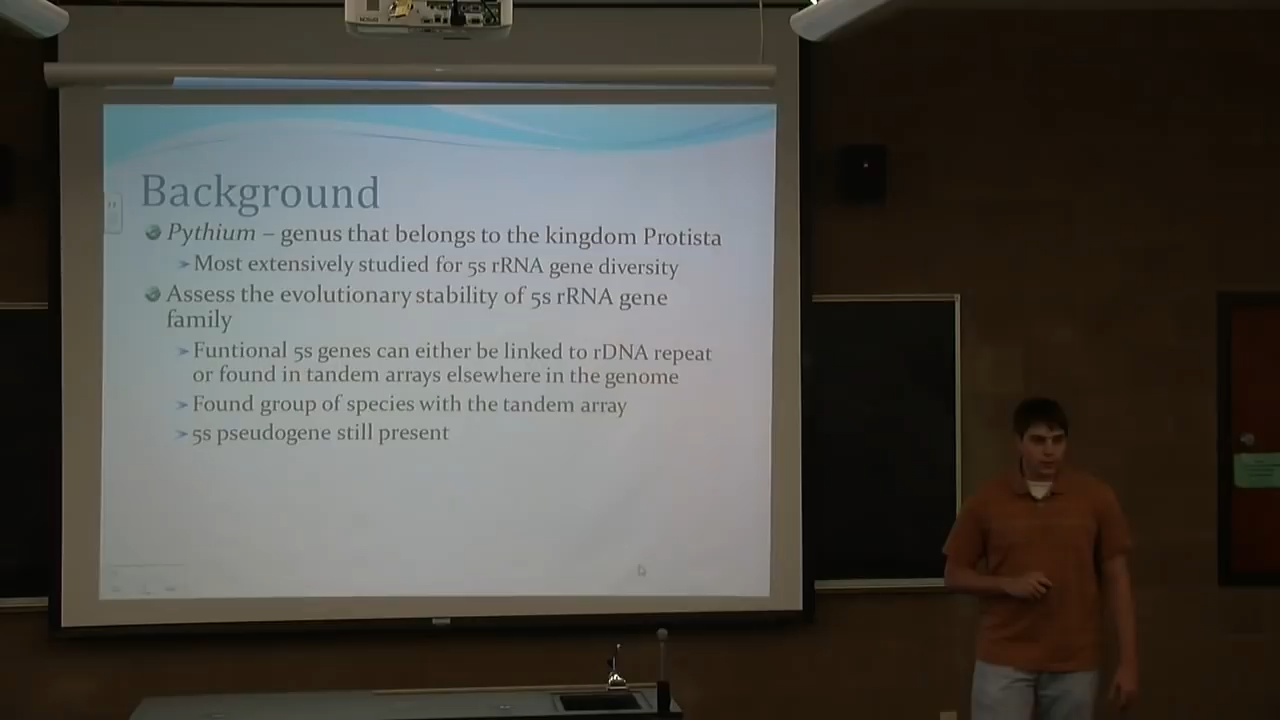 Background
Pythium – genus that belongs to the kingdom Protista
➢ Most extensively studied for 5s rRNA gene diversity
Assess the evolutionary stability of 5s rRNA gene
family
➢ Funtional 5s genes can either be linked to rDNA repeat
or found in tandem arrays elsewhere in the genome
➢ Found group of species with the tandem array
➢ 5s pseudogene still present